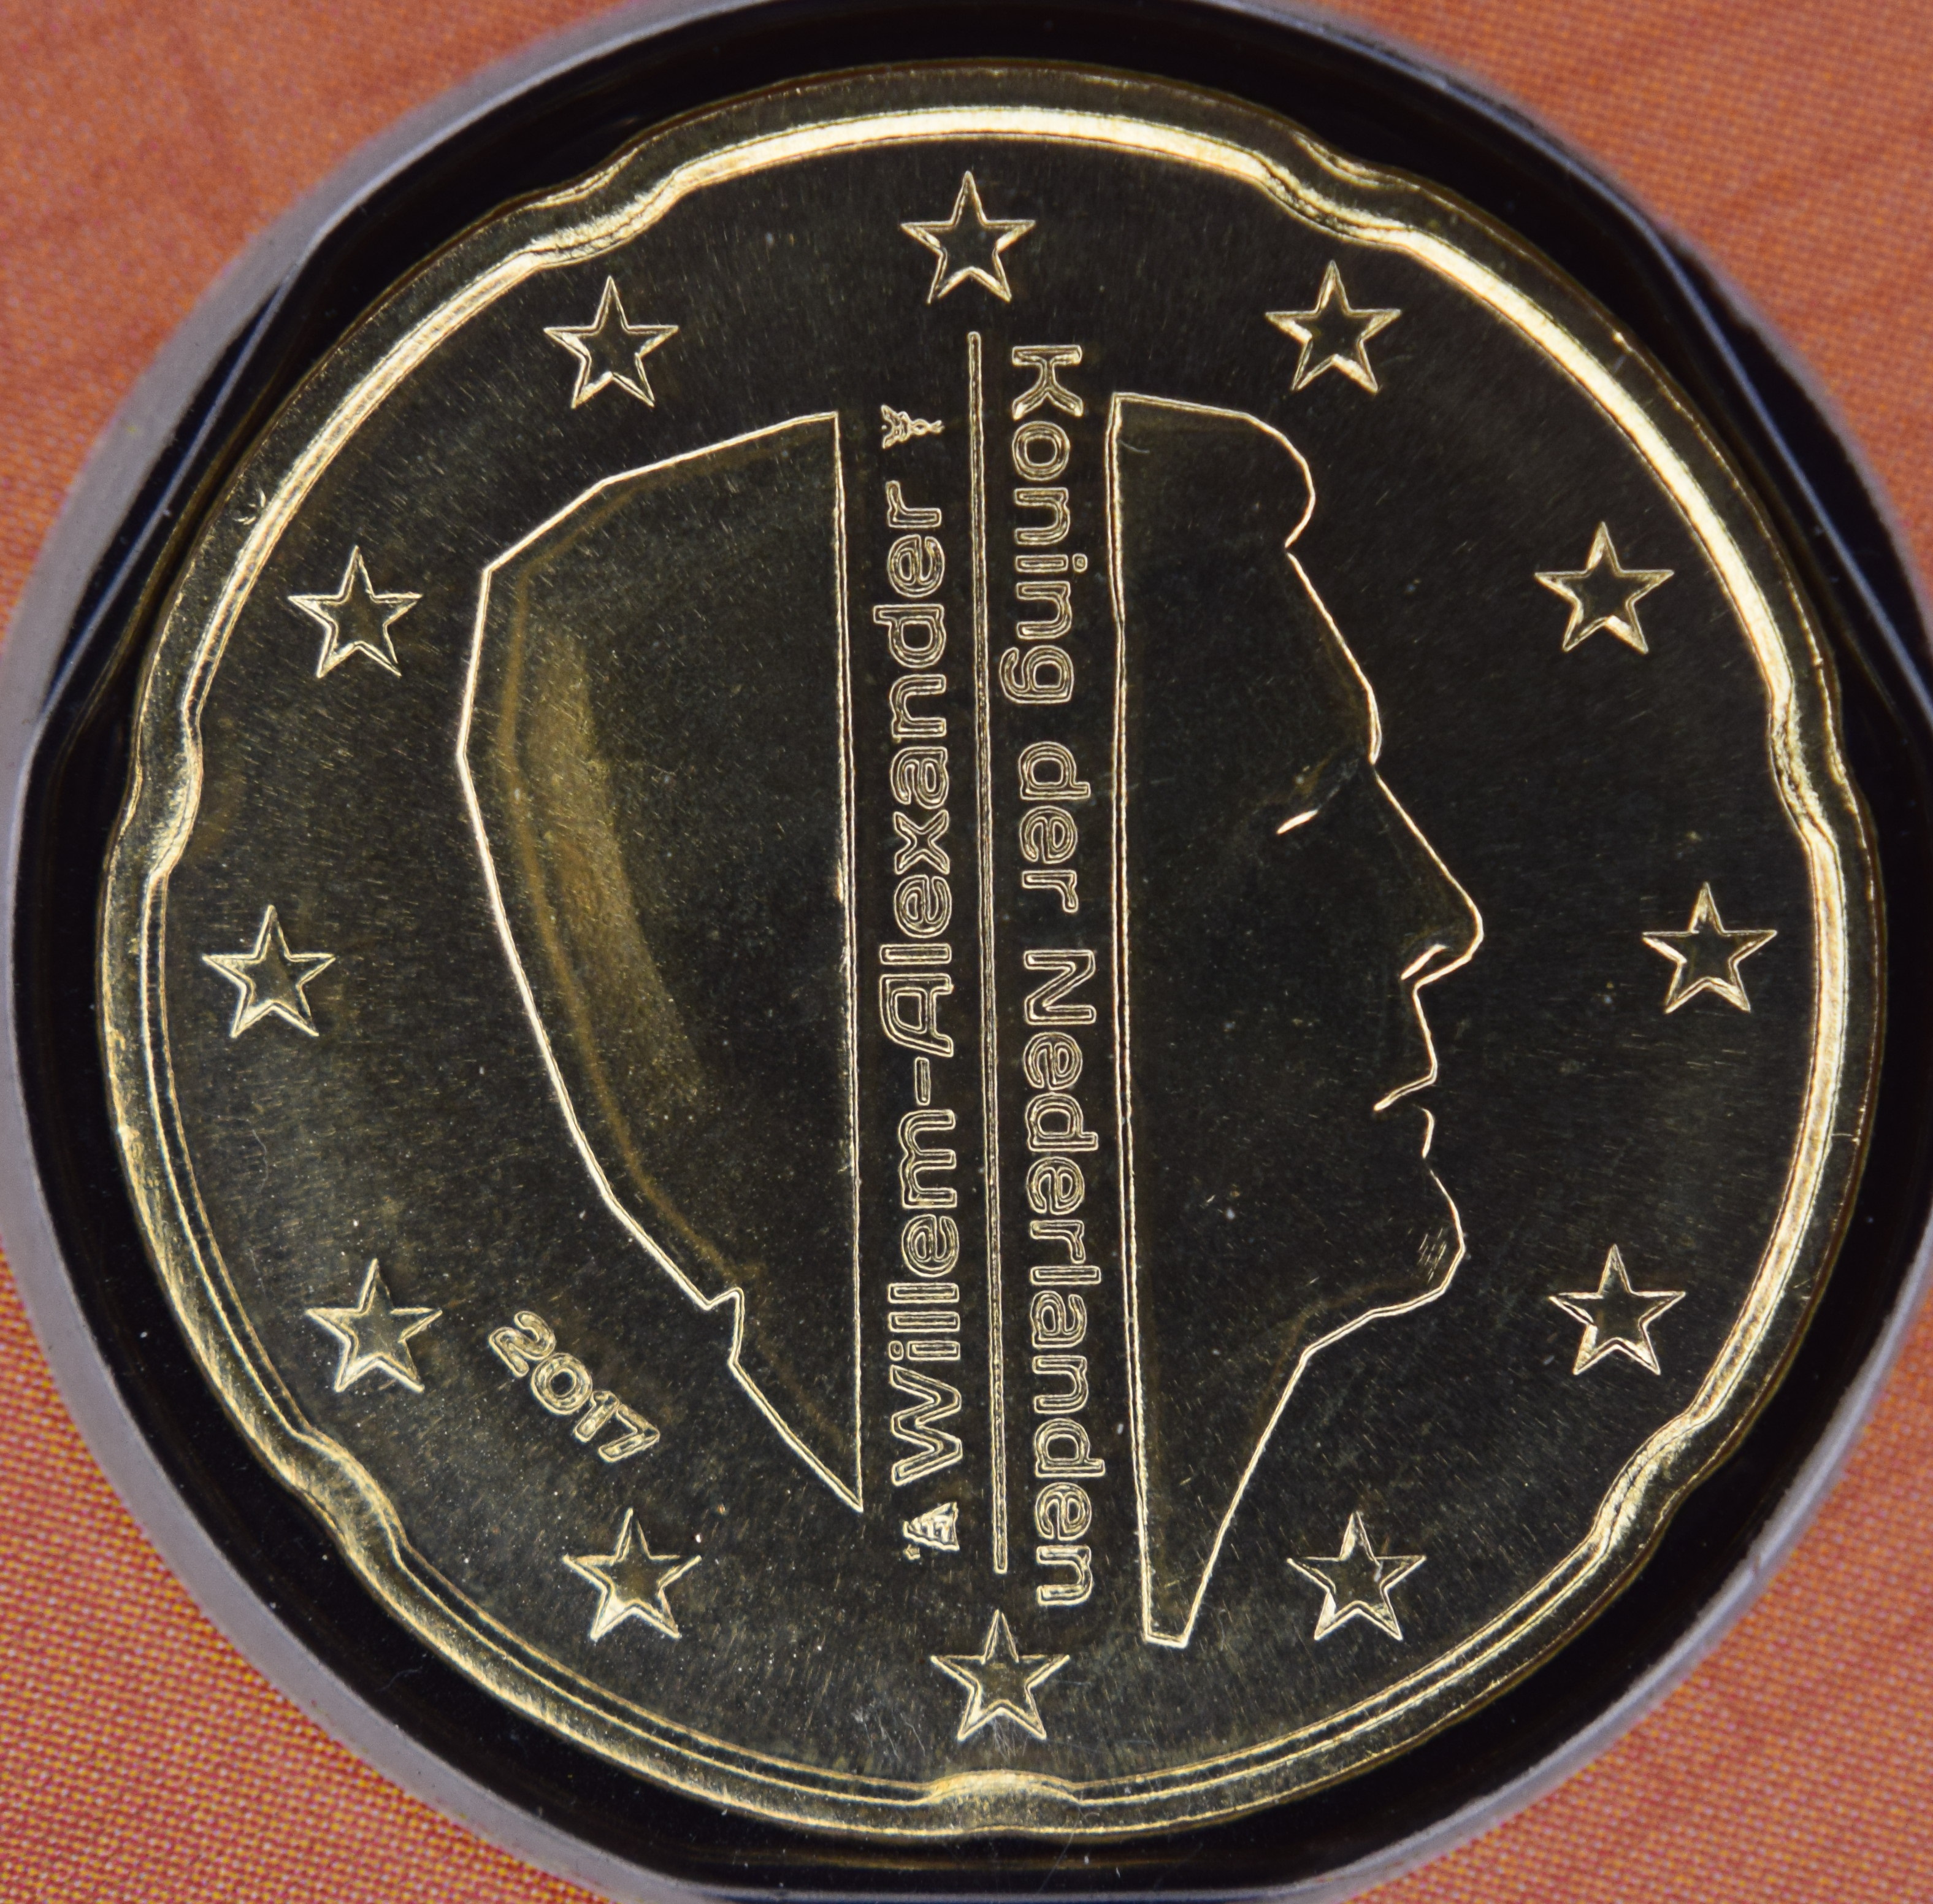 Willem-Alexander
Koning der Nederlanden
2017